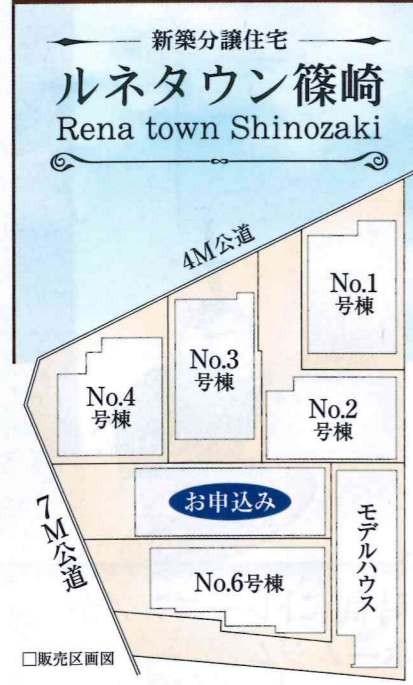 新築分譲住宅
ルネタウン篠崎
Rena town Shinozaki
4M公道
No.1
号棟
No.3
号棟
No.4
号棟
No.2
号棟
お申込み
モデルハウス
7M公道
No.6号棟
□販売区画図